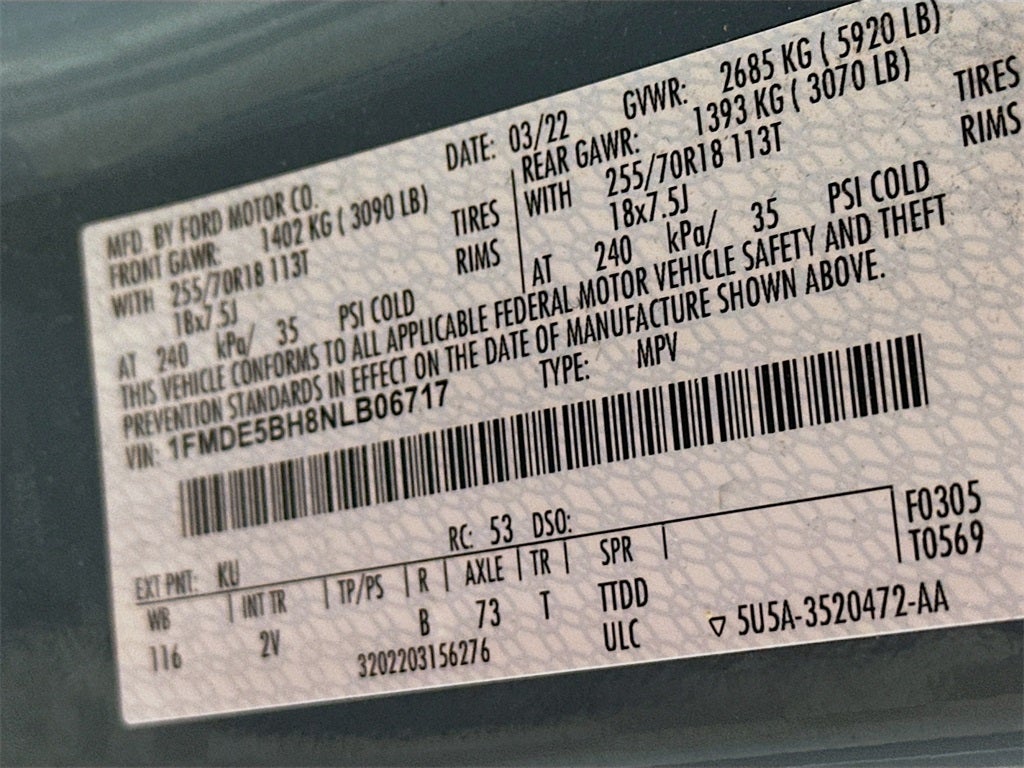 MFD. BY FORD MOTOR CO.
DATE: 03/22
GVWR: 2685 KG ( 5920 LB)
FRONT GAWR: 1402 KG ( 3090 LB)
WITH 255/70R18 113T TIRES
18x7.5J RIMS
AT 240 kPa/ 35 PSI COLD
REAR GAWR: 1393 KG ( 3070 LB)
WITH 255/70R18 113T TIRES
18x7.5J RIMS
AT 240 kPa/ 35 PSI COLD
THIS VEHICLE CONFORMS TO ALL APPLICABLE FEDERAL MOTOR VEHICLE SAFETY AND THEFT
PREVENTION STANDARDS IN EFFECT ON THE DATE OF MANUFACTURE SHOWN ABOVE.
VIN: 1FMDE5BH8NLB06717 TYPE: MPV
EXT PNT: KU RC: 53 DSO: F0305
WB INT TR TP/PS R AXLE TR SPR T0569
116 2V B 73 T TTDD
3202203156276 ULC ▽ 5U5A-3520472-AA